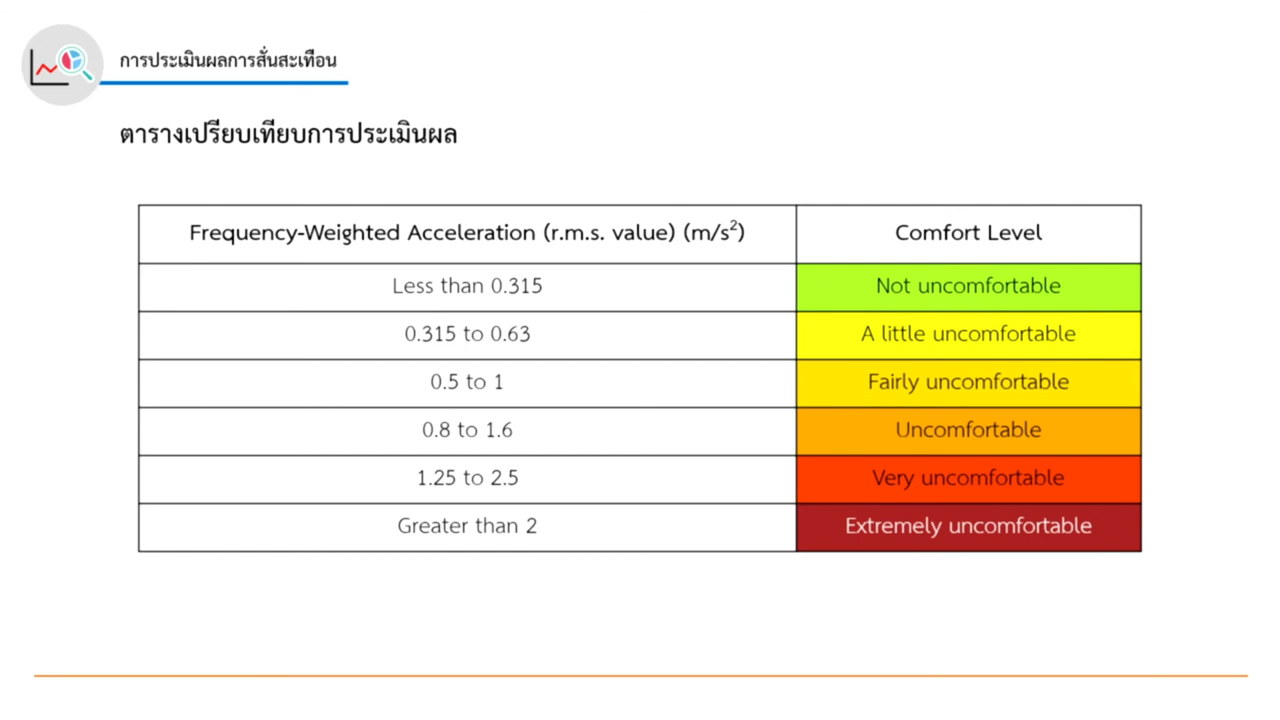 การประเมินผลการสั่นสะเทือน
ตารางเปรียบเทียบการประเมินผล
Frequency-Weighted Acceleration (r.m.s. value) (m/s²) Comfort Level
Less than 0.315 Not uncomfortable
0.315 to 0.63 A little uncomfortable
0.5 to 1 Fairly uncomfortable
0.8 to 1.6 Uncomfortable
1.25 to 2.5 Very uncomfortable
Greater than 2 Extremely uncomfortable